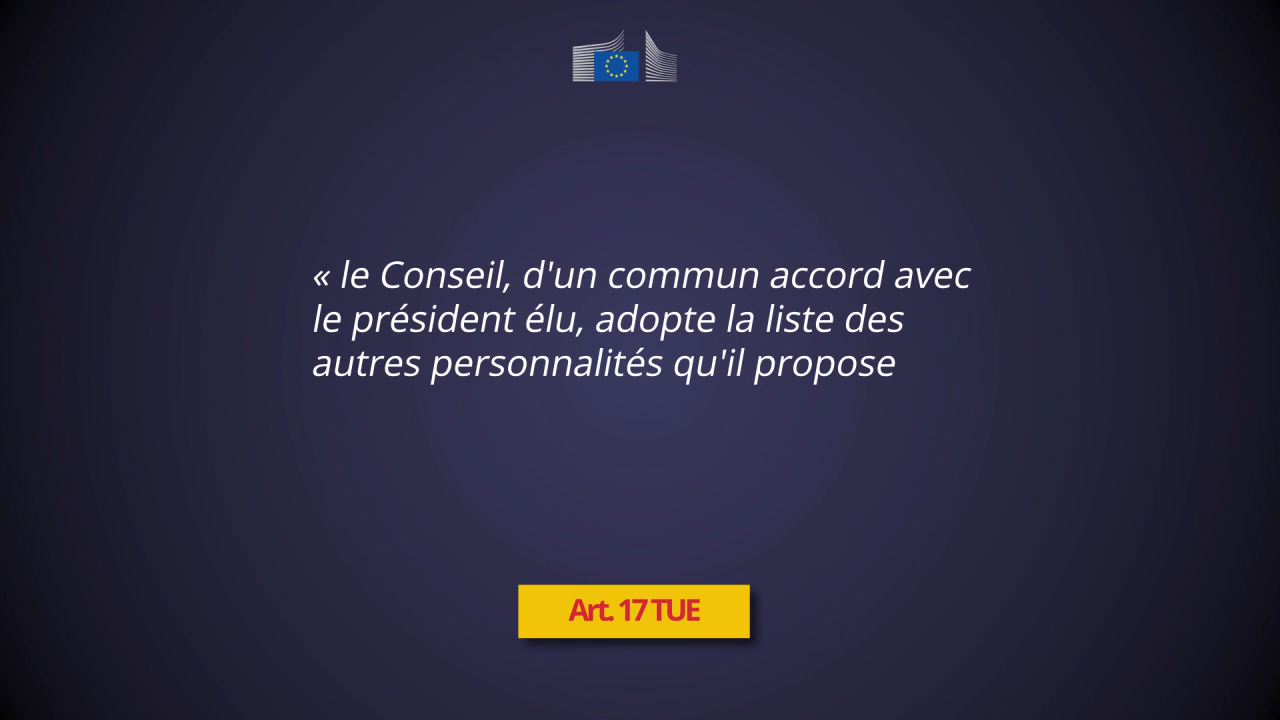 « le Conseil, d'un commun accord avec
le président élu, adopte la liste des
autres personnalités qu'il propose
Art. 17 TUE